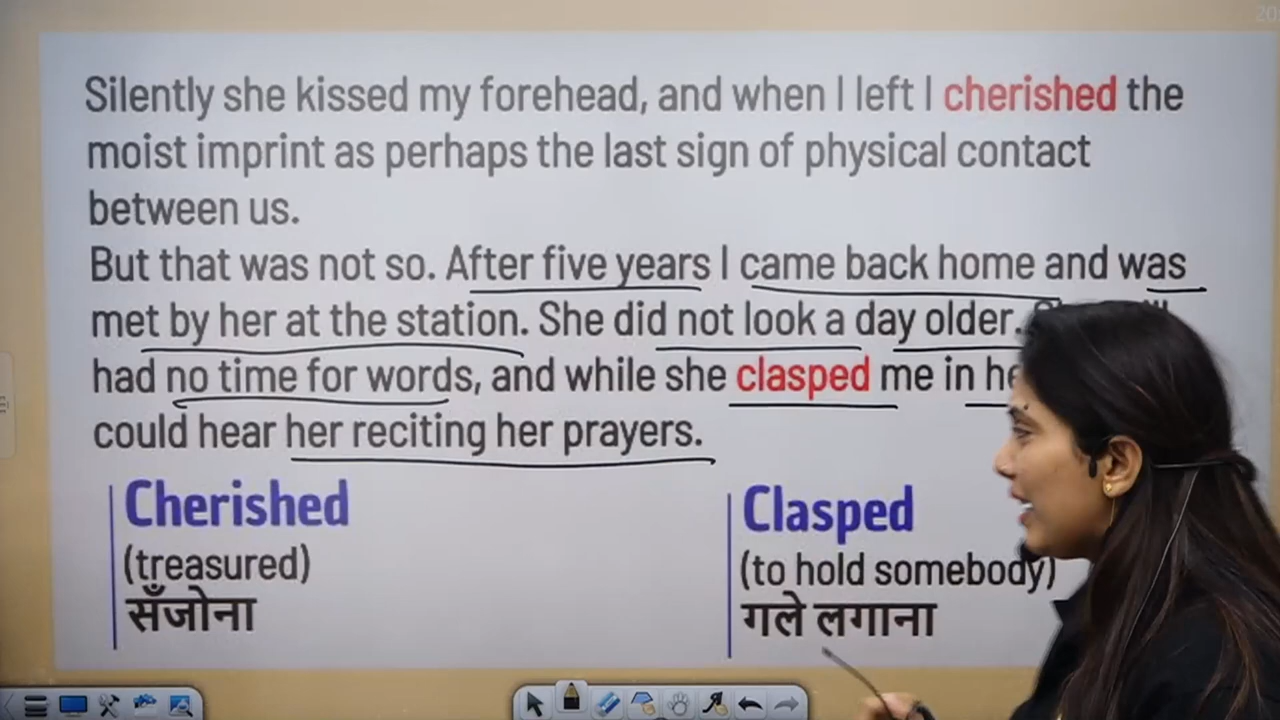 Silently she kissed my forehead, and when I left I cherished the
moist imprint as perhaps the last sign of physical contact
between us.
But that was not so. After five years I came back home and was
met by her at the station. She did not look a day older.
had no time for words, and while she clasped me in
could hear her reciting her prayers.
Cherished
(treasured)
सँजोना
Clasped
(to hold somebody)
गले लगाना